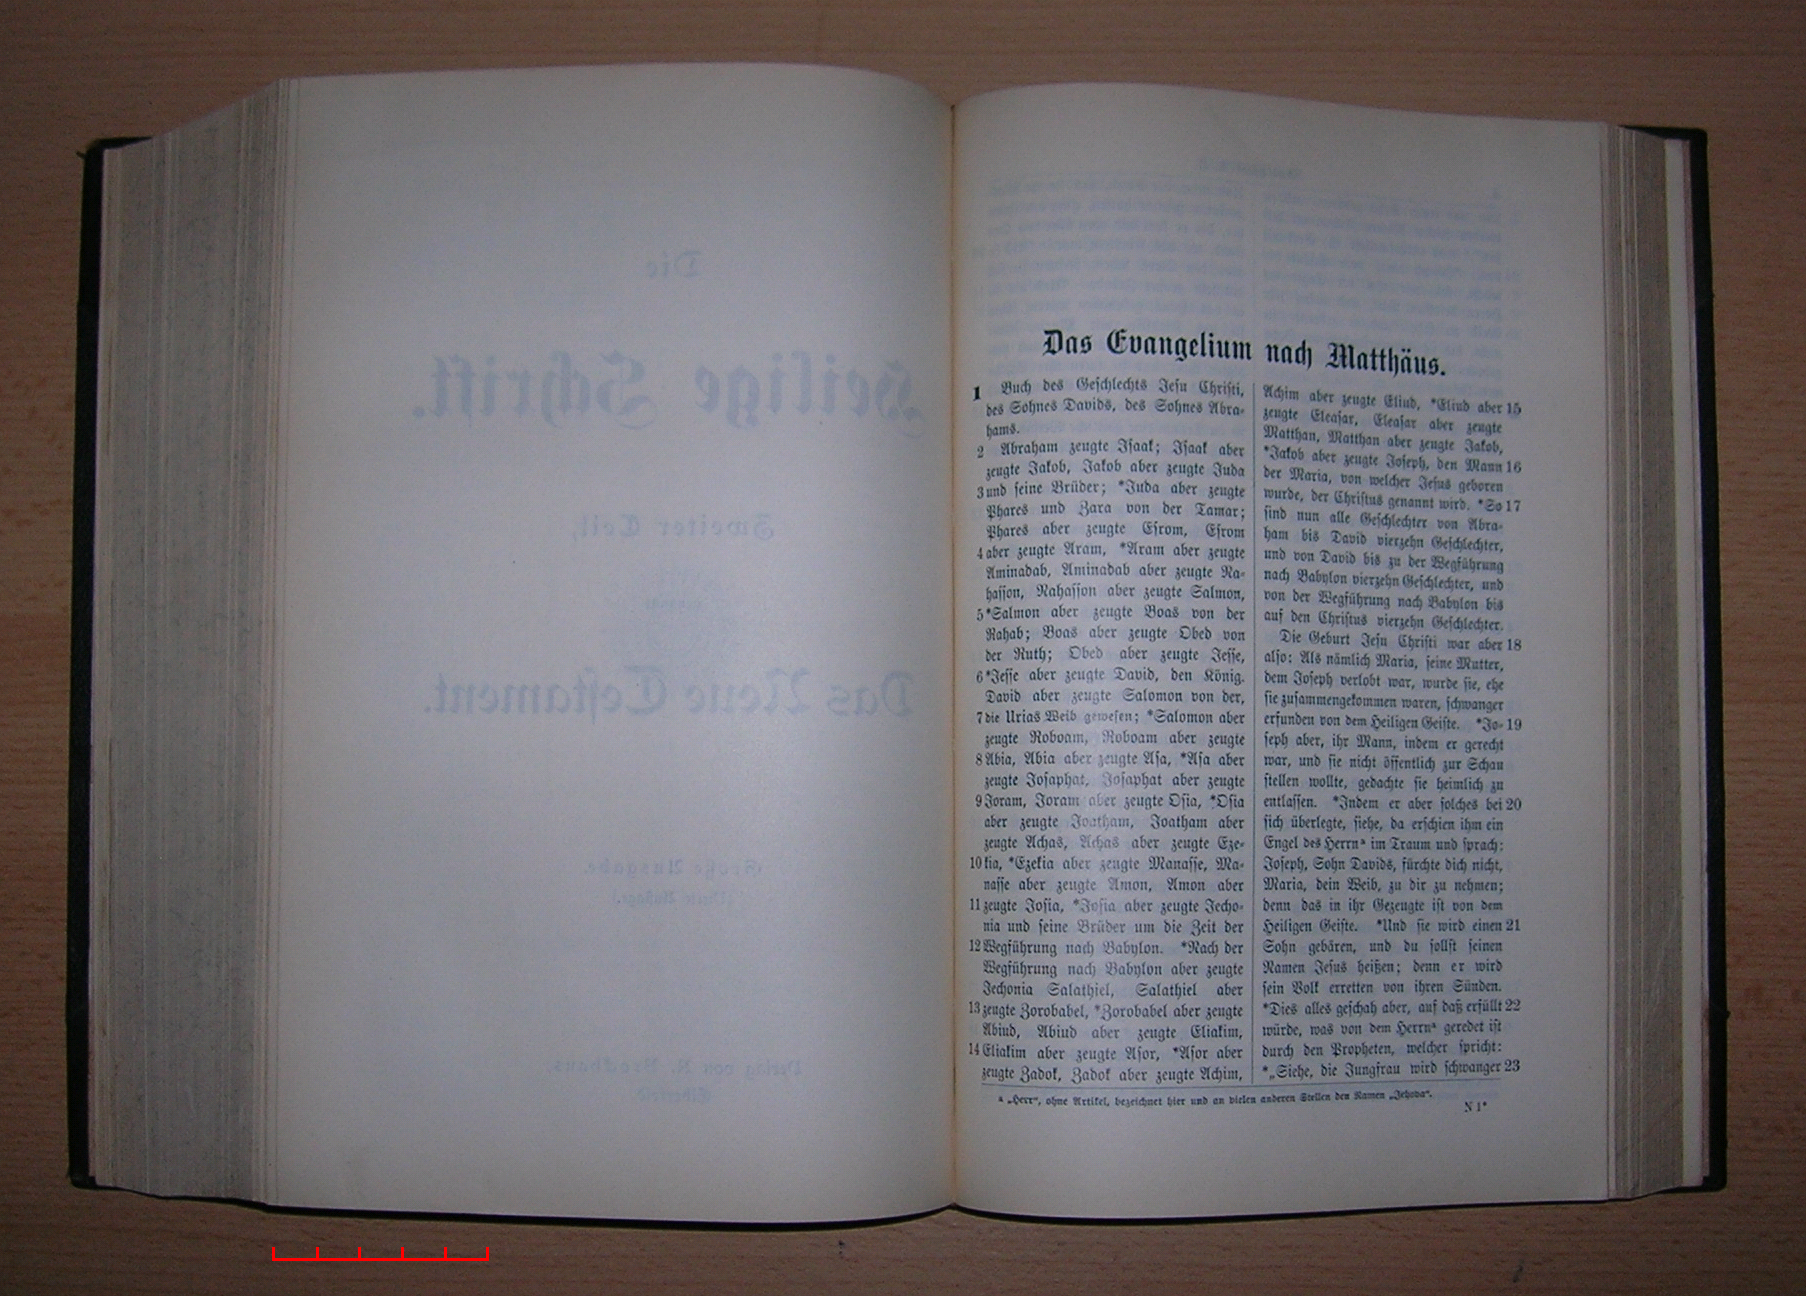 Die
Heilige Schrift.
Zweiter Teil,
Das Neue Testament.
Große Ausgabe.
Verlag von R. Brockhaus,
Elberfeld
Das Evangelium nach Matthäus.
1 Buch des Geschlechts Jesu Christi,
des Sohnes Davids, des Sohnes Abra-
hams.
2 Abraham zeugte Isaak; Isaak aber
zeugte Jakob, Jakob aber zeugte Juda
3 und seine Brüder; *Juda aber zeugte
Phares und Zara von der Tamar;
Phares aber zeugte Esrom, Esrom
4 aber zeugte Aram, *Aram aber zeugte
Aminadab, Aminadab aber zeugte Na-
hasson, Nahasson aber zeugte Salmon,
5 *Salmon aber zeugte Boas von der
Rahab; Boas aber zeugte Obed von
der Ruth; Obed aber zeugte Jesse,
6 *Jesse aber zeugte David, den König.
David aber zeugte Salomon von der,
7 die Urias Weib gewesen; *Salomon aber
zeugte Roboam, Roboam aber zeugte
8 Abia, Abia aber zeugte Asa, *Asa aber
zeugte Josaphat, Josaphat aber zeugte
9 Joram, Joram aber zeugte Osia, *Osia
aber zeugte Joatham, Joatham aber
zeugte Achas, Achas aber zeugte Eze-
10 kia, *Ezekia aber zeugte Manasse, Ma-
nasse aber zeugte Amon, Amon aber
11 zeugte Josia, *Josia aber zeugte Jecho-
nia und seine Brüder um die Zeit der
12 Wegführung nach Babylon. *Nach der
Wegführung nach Babylon aber zeugte
Jechonia Salathiel, Salathiel aber
13 zeugte Zorobabel, *Zorobabel aber zeugte
Abiud, Abiud aber zeugte Eliakim,
14 Eliakim aber zeugte Asor, *Asor aber
zeugte Zadok, Zadok aber zeugte Achim,
Achim aber zeugte Eliud, *Eliud aber 15
zeugte Eleasar, Eleasar aber zeugte
Matthan, Matthan aber zeugte Jakob,
*Jakob aber zeugte Joseph, den Mann 16
der Maria, von welcher Jesus geboren
wurde, der Christus genannt wird. *So 17
sind nun alle Geschlechter von Abra-
ham bis David vierzehn Geschlechter,
und von David bis zu der Wegführung
nach Babylon vierzehn Geschlechter, und
von der Wegführung nach Babylon bis
auf den Christus vierzehn Geschlechter.
Die Geburt Jesu Christi war aber 18
also: Als nämlich Maria, seine Mutter,
dem Joseph verlobt war, wurde sie, ehe
sie zusammengekommen waren, schwanger
erfunden von dem Heiligen Geiste. *Jo- 19
seph aber, ihr Mann, indem er gerecht
war, und sie nicht öffentlich zur Schau
stellen wollte, gedachte sie heimlich zu
entlassen. *Indem er aber solches bei 20
sich überlegte, siehe, da erschien ihm ein
Engel des Herrnᵃ im Traum und sprach:
Joseph, Sohn Davids, fürchte dich nicht,
Maria, dein Weib, zu dir zu nehmen;
denn das in ihr Gezeugte ist von dem
Heiligen Geiste. *Und sie wird einen 21
Sohn gebären, und du sollst seinen
Namen Jesus heißen; denn er wird
sein Volk erretten von ihren Sünden.
*Dies alles geschah aber, auf daß erfüllt 22
würde, was von dem Herrnᵃ geredet ist
durch den Propheten, welcher spricht:
*„Siehe, die Jungfrau wird schwanger 23
ᵃ „Herr“, ohne Artikel, bezeichnet hier und an vielen anderen Stellen den Namen „Jehova“.
N 1*